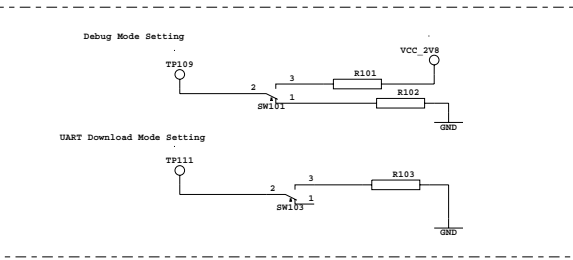 Debug Mode Setting
VCC_2V8
TP109
3 R101
2
1 R102
SW101
GND
UART Download Mode Setting
TP111
3 R103
2
1
SW103
GND